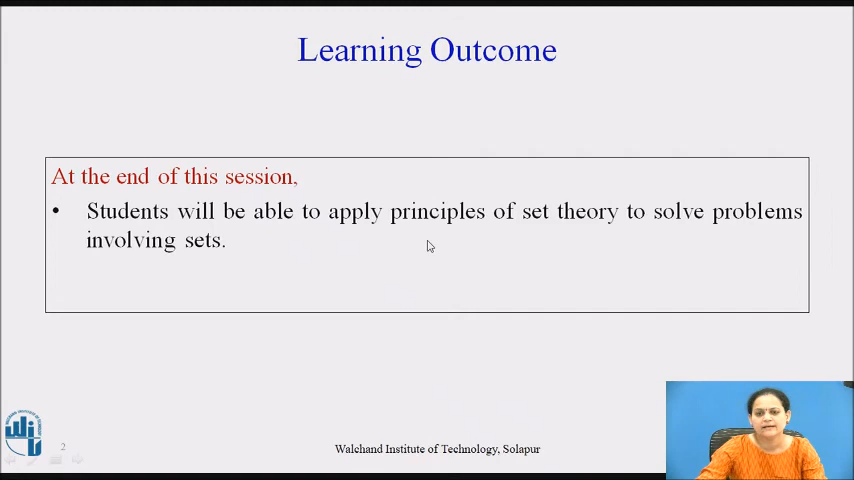 Learning Outcome
At the end of this session,
• Students will be able to apply principles of set theory to solve problems
involving sets.
2
Walchand Institute of Technology, Solapur